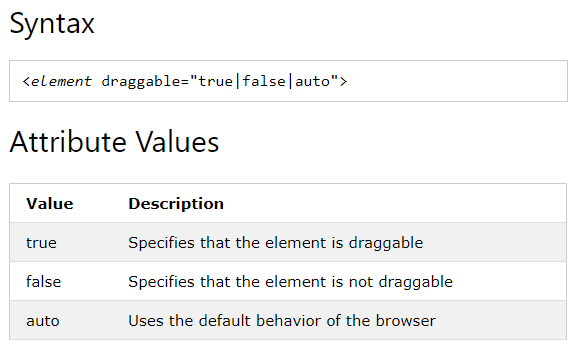 Syntax
<element draggable="true|false|auto">
Attribute Values
Value Description
true Specifies that the element is draggable
false Specifies that the element is not draggable
auto Uses the default behavior of the browser